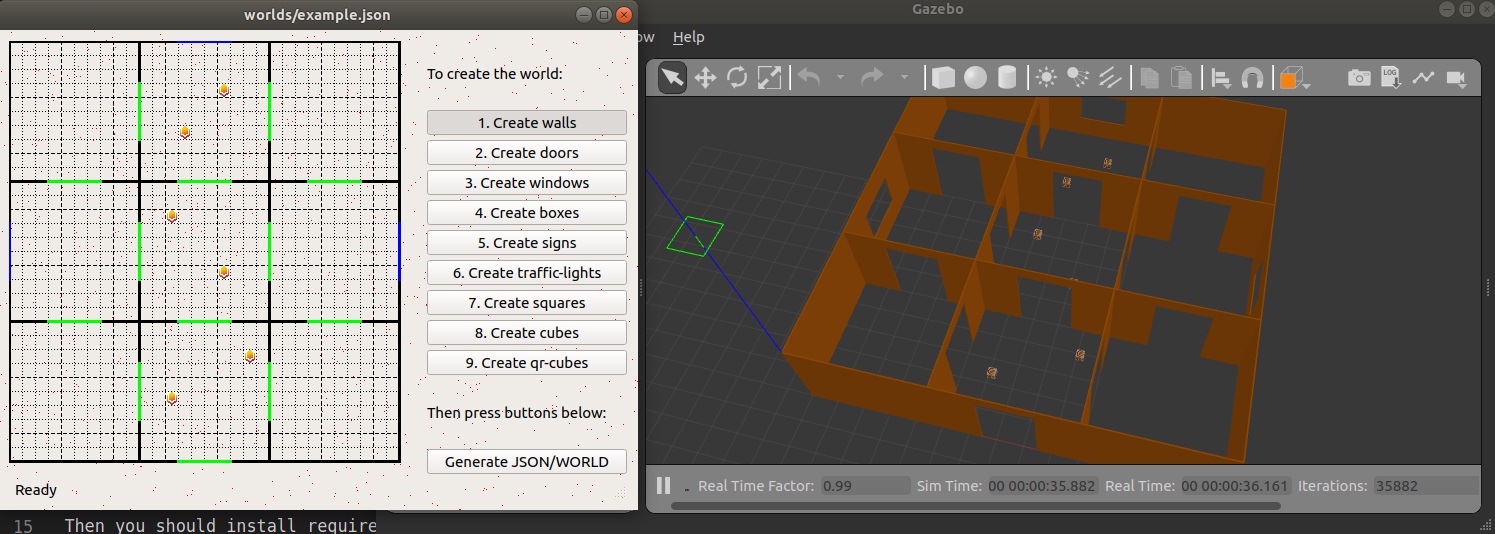 worlds/example.json
To create the world:
1. Create walls
2. Create doors
3. Create windows
4. Create boxes
5. Create signs
6. Create traffic-lights
7. Create squares
8. Create cubes
9. Create qr-cubes
Then press buttons below:
Generate JSON/WORLD
Ready
15 Then you should install require
Gazebo
ow Help
LOG
Real Time Factor: 0.99 Sim Time: 00 00:00:35.882 Real Time: 00 00:00:36.161 Iterations: 35882